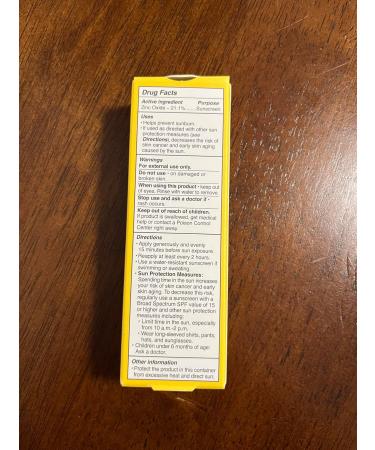 Drug Facts
Active ingredient Purpose
Zinc Oxide – 21.1%......Sunscreen
Uses
• Helps prevent sunburn.
• If used as directed with other sun
protection measures (see
Directions), decreases the risk of
skin cancer and early skin aging
caused by the sun.
Warnings
For external use only.
Do not use - on damaged or
broken skin.
When using this product - keep out
of eyes. Rinse with water to remove.
Stop use and ask a doctor if -
rash occurs.
Keep out of reach of children.
If product is swallowed, get medical
help or contact a Poison Control
Center right away.
Directions
• Apply generously and evenly
15 minutes before sun exposure.
• Reapply at least every 2 hours.
• Use a water-resistant sunscreen if
swimming or sweating.
• Sun Protection Measures:
Spending time in the sun increases
your risk of skin cancer and early
skin aging. To decrease this risk,
regularly use a sunscreen with a
Broad Spectrum SPF value of 15
or higher and other sun protection
measures including:
• Limit time in the sun, especially
from 10 a.m.-2 p.m.
• Wear long-sleeved shirts, pants,
hats, and sunglasses.
• Children under 6 months of age:
Ask a doctor.
Other information
• Protect the product in this container
from excessive heat and direct sun.